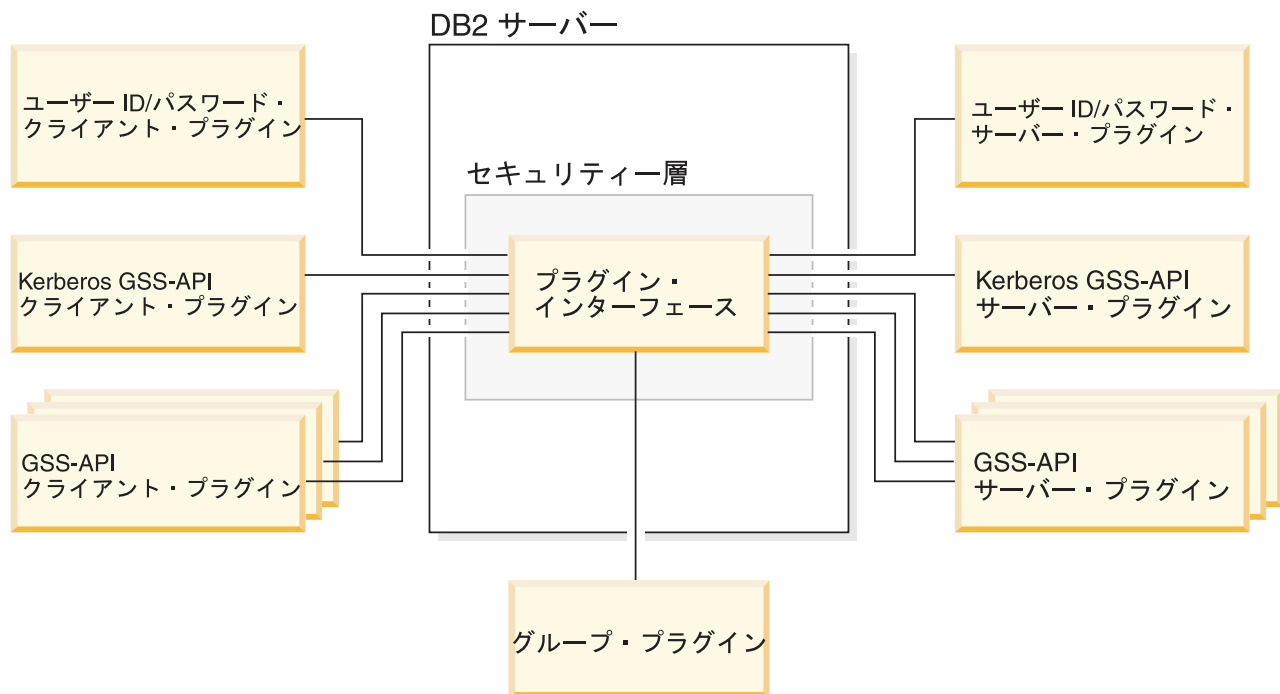 DB2 サーバー
ユーザー ID/パスワード・
クライアント・プラグイン
ユーザー ID/パスワード・
サーバー・プラグイン
セキュリティー層
Kerberos GSS-API
クライアント・プラグイン
プラグイン・
インターフェース
Kerberos GSS-API
サーバー・プラグイン
GSS-API
クライアント・プラグイン
GSS-API
サーバー・プラグイン
グループ・プラグイン